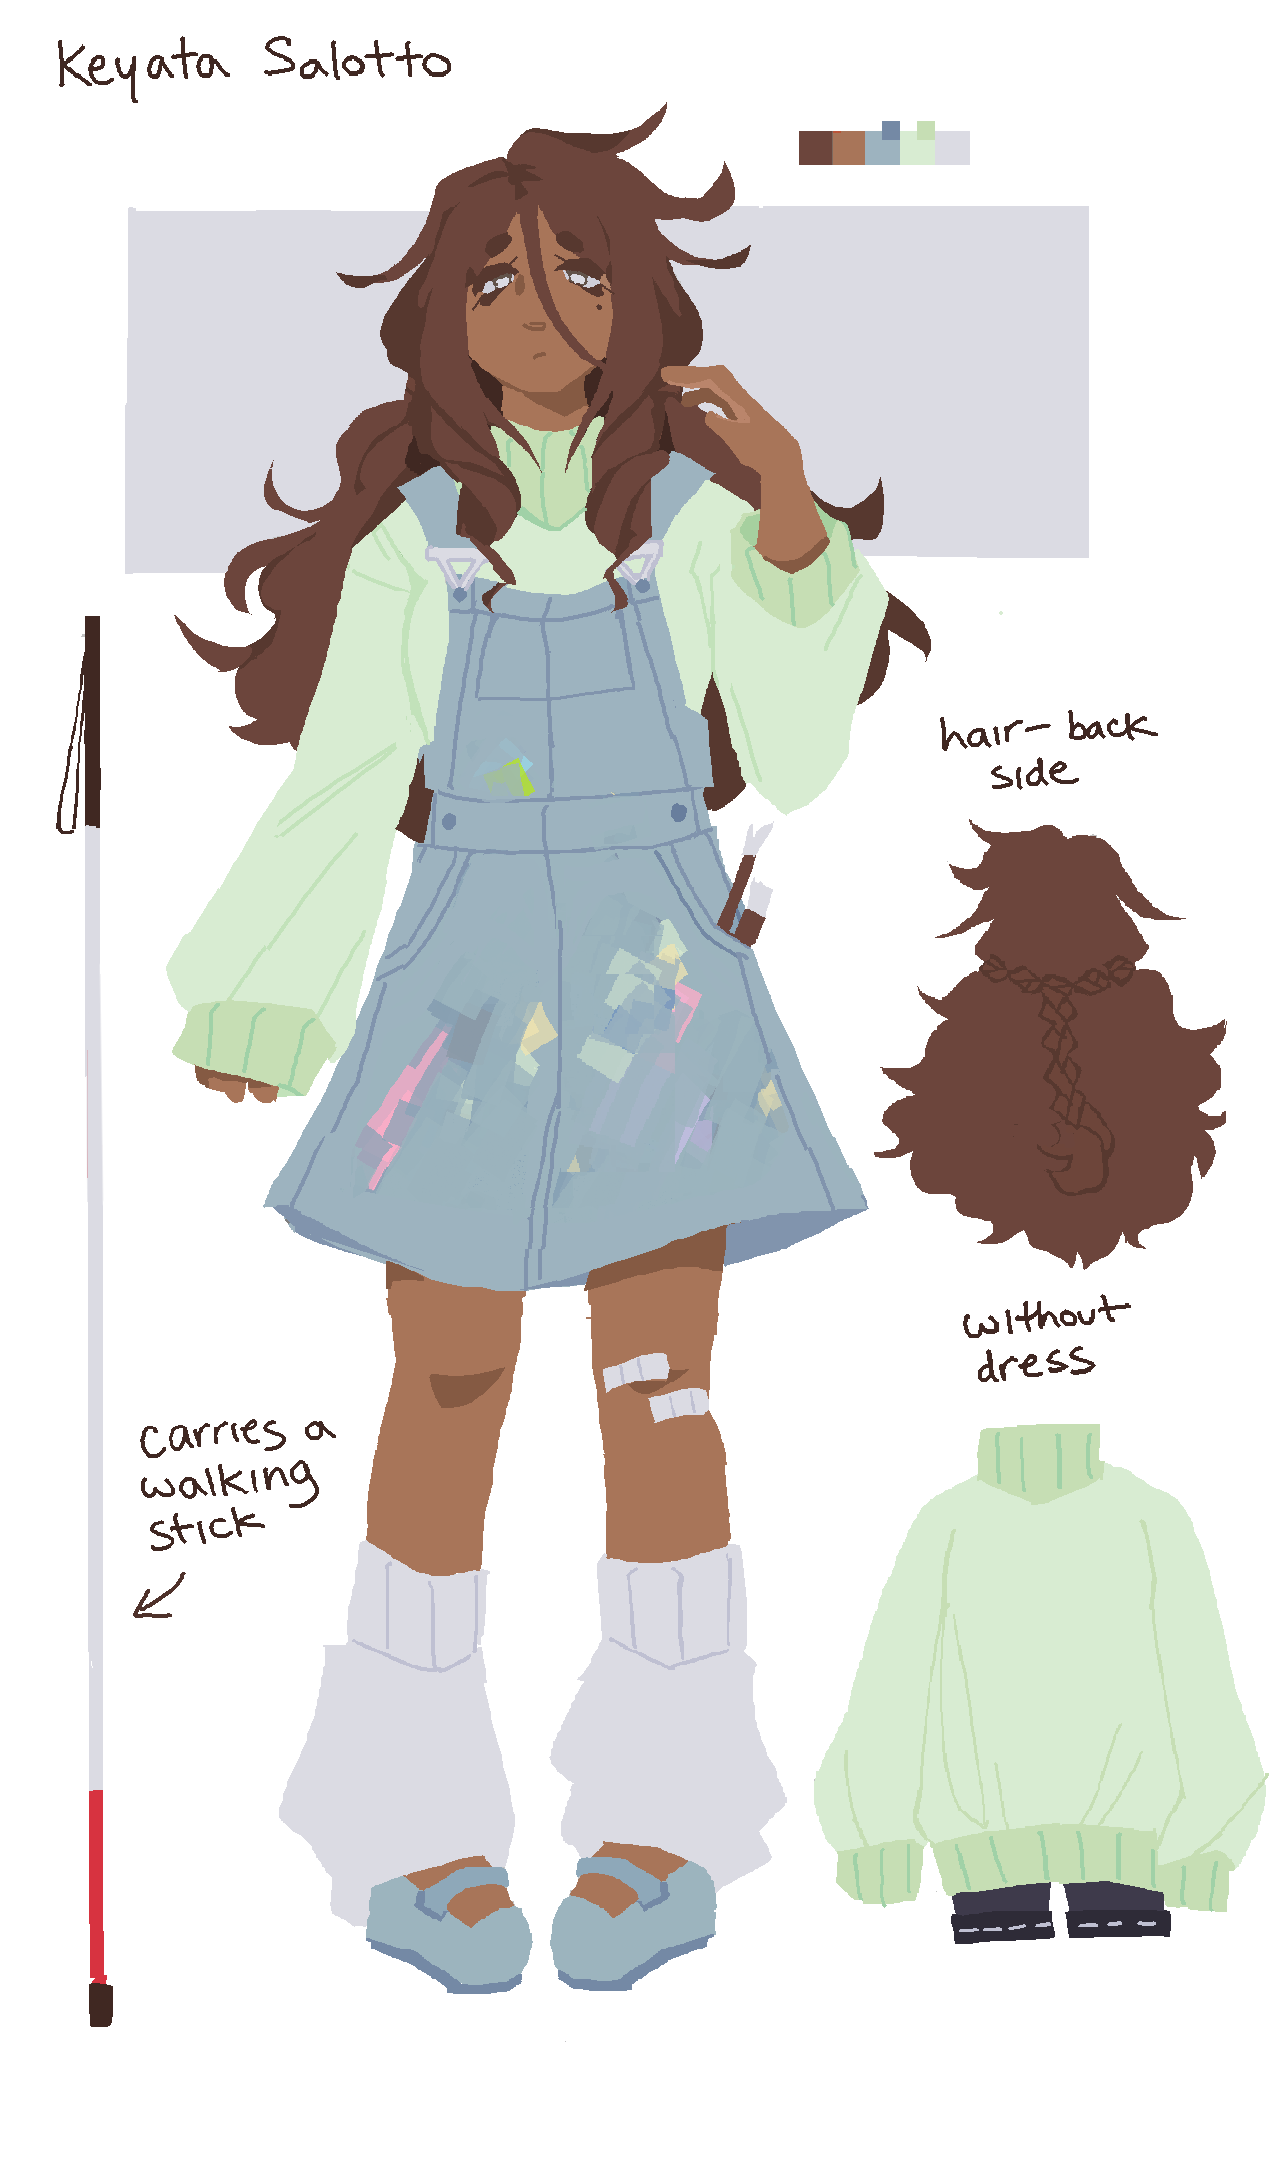 Keyata Salotto
hair- back
side
without
dress
carries a
walking
stick